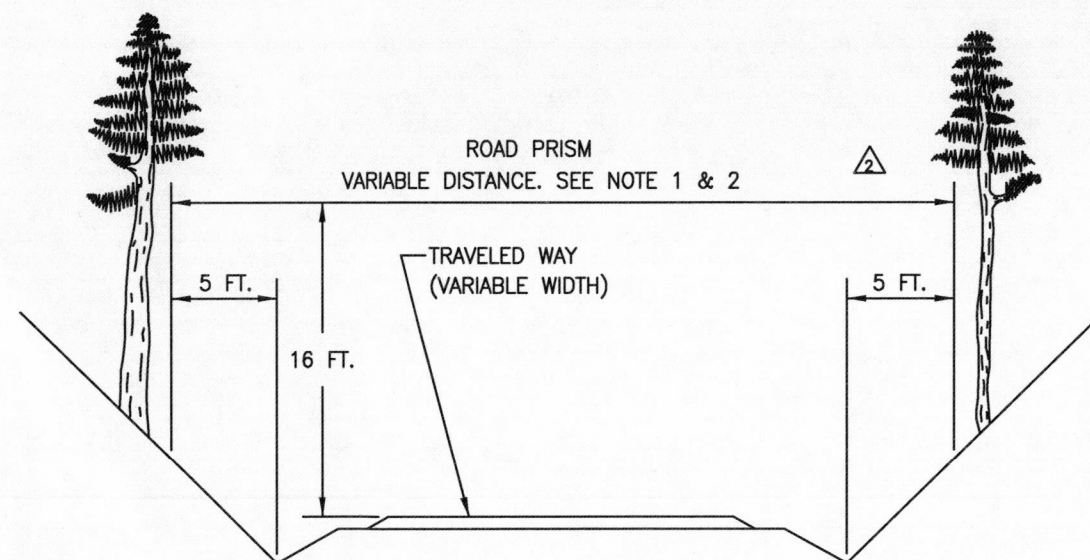 ROAD PRISM
VARIABLE DISTANCE. SEE NOTE 1 & 2
2
TRAVELED WAY
(VARIABLE WIDTH)
5 FT.
5 FT.
16 FT.